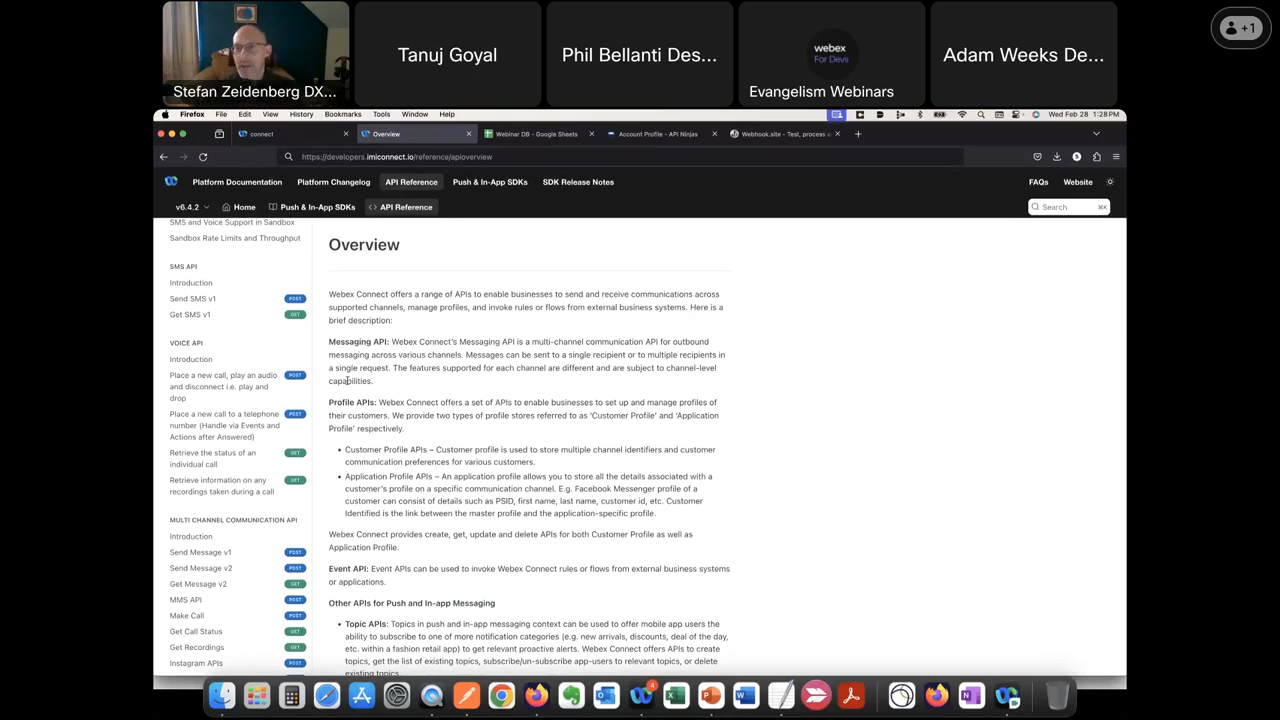 Stefan Zeidenberg DX...
Tanuj Goyal
Phil Bellanti Des...
webex
For Devs
Evangelism Webinars
Adam Weeks De...
+1
Firefox File Edit View History Bookmarks Tools Window Help
Wed Feb 28 1:28 PM
connect
Overview
Webinar DB - Google Sheets
Account Profile - API Ninjas
Webhook.site - Test, process
https://developers.imiconnect.io/reference/apioverview
Platform Documentation
Platform Changelog
API Reference
Push & In-App SDKs
SDK Release Notes
FAQs
Website
v6.4.2
Home
Push & In-App SDKs
API Reference
Search
⌘K
SMS and Voice Support in Sandbox
Sandbox Rate Limits and Throughput
SMS API
Introduction
Send SMS v1 POST
Get SMS v1 GET
VOICE API
Introduction
Place a new call, play an audio POST
and disconnect i.e. play and
drop
Place a new call to a telephone POST
number (Handle via Events and
Actions after Answered)
Retrieve the status of an GET
individual call
Retrieve information on any GET
recordings taken during a call
MULTI CHANNEL COMMUNICATION API
Introduction
Send Message v1 POST
Send Message v2 POST
Get Message v2 GET
MMS API POST
Make Call POST
Get Call Status GET
Get Recordings GET
Instagram APIs POST
Overview
Webex Connect offers a range of APIs to enable businesses to send and receive communications across
supported channels, manage profiles, and invoke rules or flows from external business systems. Here is a
brief description:
Messaging API: Webex Connect's Messaging API is a multi-channel communication API for outbound
messaging across various channels. Messages can be sent to a single recipient or to multiple recipients in
a single request. The features supported for each channel are different and are subject to channel-level
capabilities.
Profile APIs: Webex Connect offers a set of APIs to enable businesses to set up and manage profiles of
their customers. We provide two types of profile stores referred to as 'Customer Profile' and 'Application
Profile' respectively.
• Customer Profile APIs – Customer profile is used to store multiple channel identifiers and customer
communication preferences for various customers.
• Application Profile APIs – An application profile allows you to store all the details associated with a
customer's profile on a specific communication channel. E.g. Facebook Messenger profile of a
customer can consist of details such as PSID, first name, last name, customer id, etc. Customer
Identified is the link between the master profile and the application-specific profile.
Webex Connect provides create, get, update and delete APIs for both Customer Profile as well as
Application Profile.
Event API: Event APIs can be used to invoke Webex Connect rules or flows from external business systems
or applications.
Other APIs for Push and In-app Messaging
• Topic APIs: Topics in push and in-app messaging context can be used to offer mobile app users the
ability to subscribe to one of more notification categories (e.g. new arrivals, discounts, deal of the day,
etc. within a fashion retail app) to get relevant proactive alerts. Webex Connect offers APIs to create
topics, get the list of existing topics, subscribe/un-subscribe app-users to relevant topics, or delete
existing topics.
4